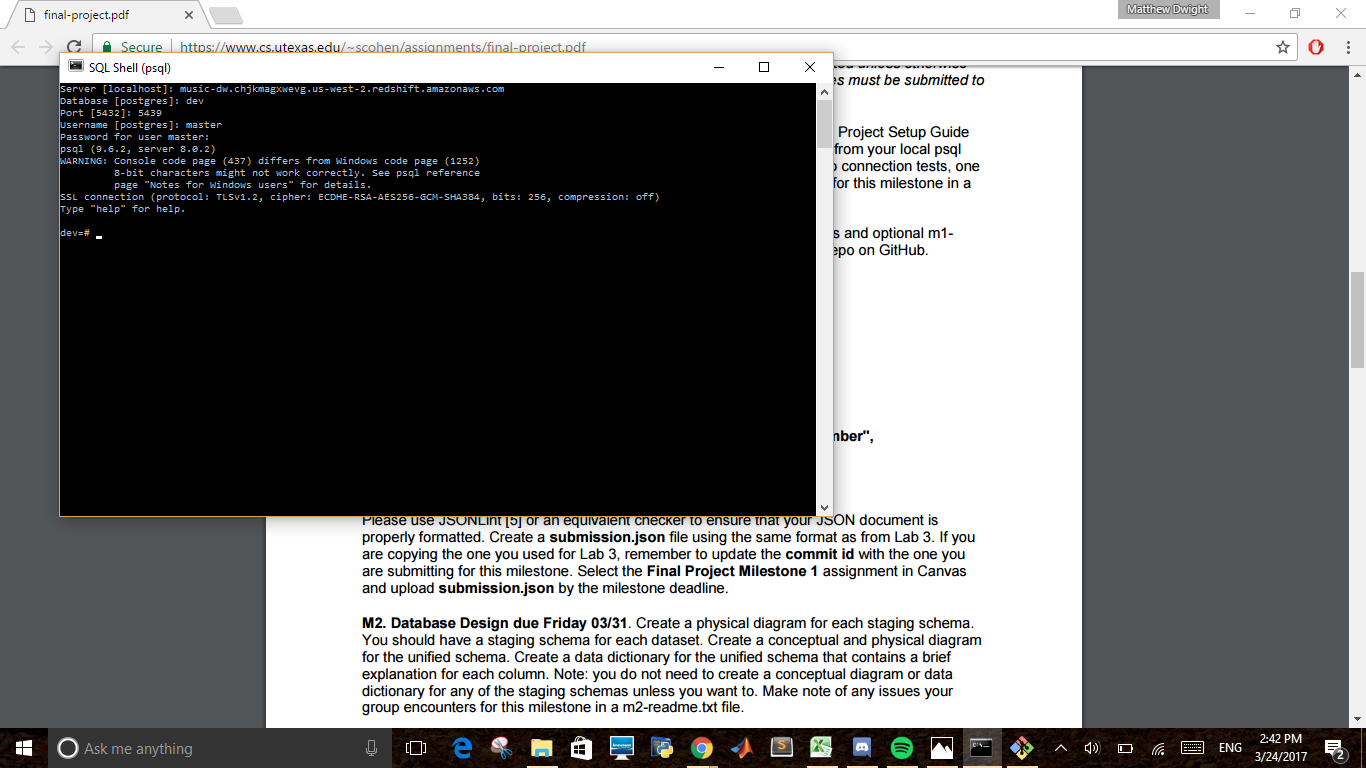 final-project.pdf
Matthew Dwight
Secure
https://www.cs.utexas.edu/~scohen/assignments/final-project.pdf
SQL Shell (psql)
Server [localhost]: music-dw.chjkmagxwevg.us-west-2.redshift.amazonaws.com
Database [postgres]: dev
Port [5432]: 5439
Username [postgres]: master
Password for user master:
psql (9.6.2, server 8.0.2)
WARNING: Console code page (437) differs from Windows code page (1252)
8-bit characters might not work correctly. See psql reference
page "Notes for Windows users" for details.
SSL connection (protocol: TLSv1.2, cipher: ECDHE-RSA-AES256-GCM-SHA384, bits: 256, compression: off)
Type "help" for help.
dev=#
ted unless otherwise
es must be submitted to
Project Setup Guide
from your local psql
connection tests, one
for this milestone in a
s and optional m1-
epo on GitHub.
mber",
Please use JSONLint [5] or an equivalent checker to ensure that your JSON document is
properly formatted. Create a submission.json file using the same format as from Lab 3. If you
are copying the one you used for Lab 3, remember to update the commit id with the one you
are submitting for this milestone. Select the Final Project Milestone 1 assignment in Canvas
and upload submission.json by the milestone deadline.
M2. Database Design due Friday 03/31. Create a physical diagram for each staging schema.
You should have a staging schema for each dataset. Create a conceptual and physical diagram
for the unified schema. Create a data dictionary for the unified schema that contains a brief
explanation for each column. Note: you do not need to create a conceptual diagram or data
dictionary for any of the staging schemas unless you want to. Make note of any issues your
group encounters for this milestone in a m2-readme.txt file.
Ask me anything
ENG
2:42 PM
3/24/2017
2